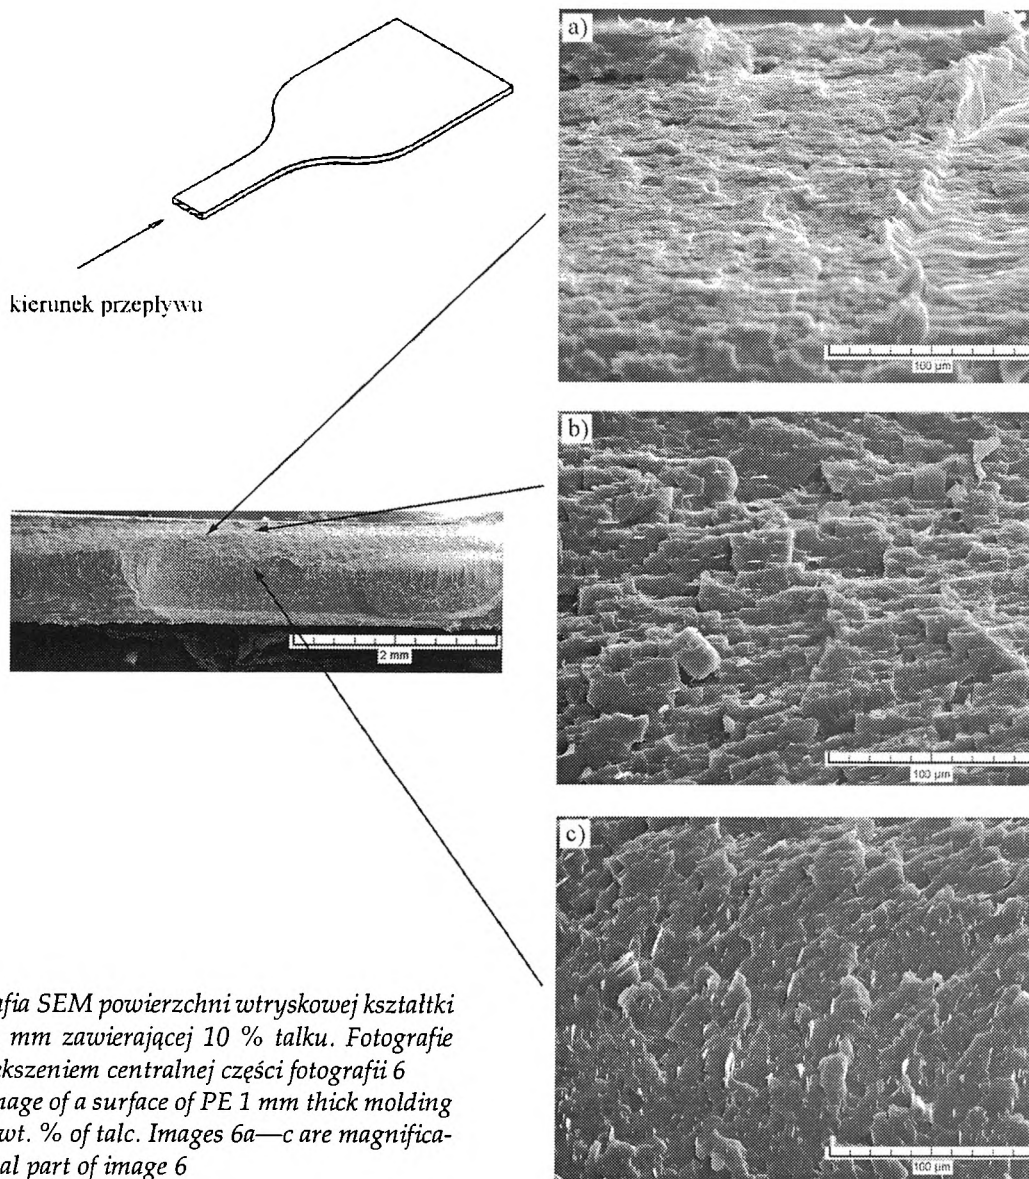 a)
kierunek przepływu
100 µm
b)
2 mm
100 µm
c)
afia SEM powierzchni wtryskowej kształtki
mm zawierającej 10 % talku. Fotografie
kszeniem centralnej części fotografii 6
nage of a surface of PE 1 mm thick molding
wt. % of talc. Images 6a—c are magnifica-
al part of image 6
100 µm